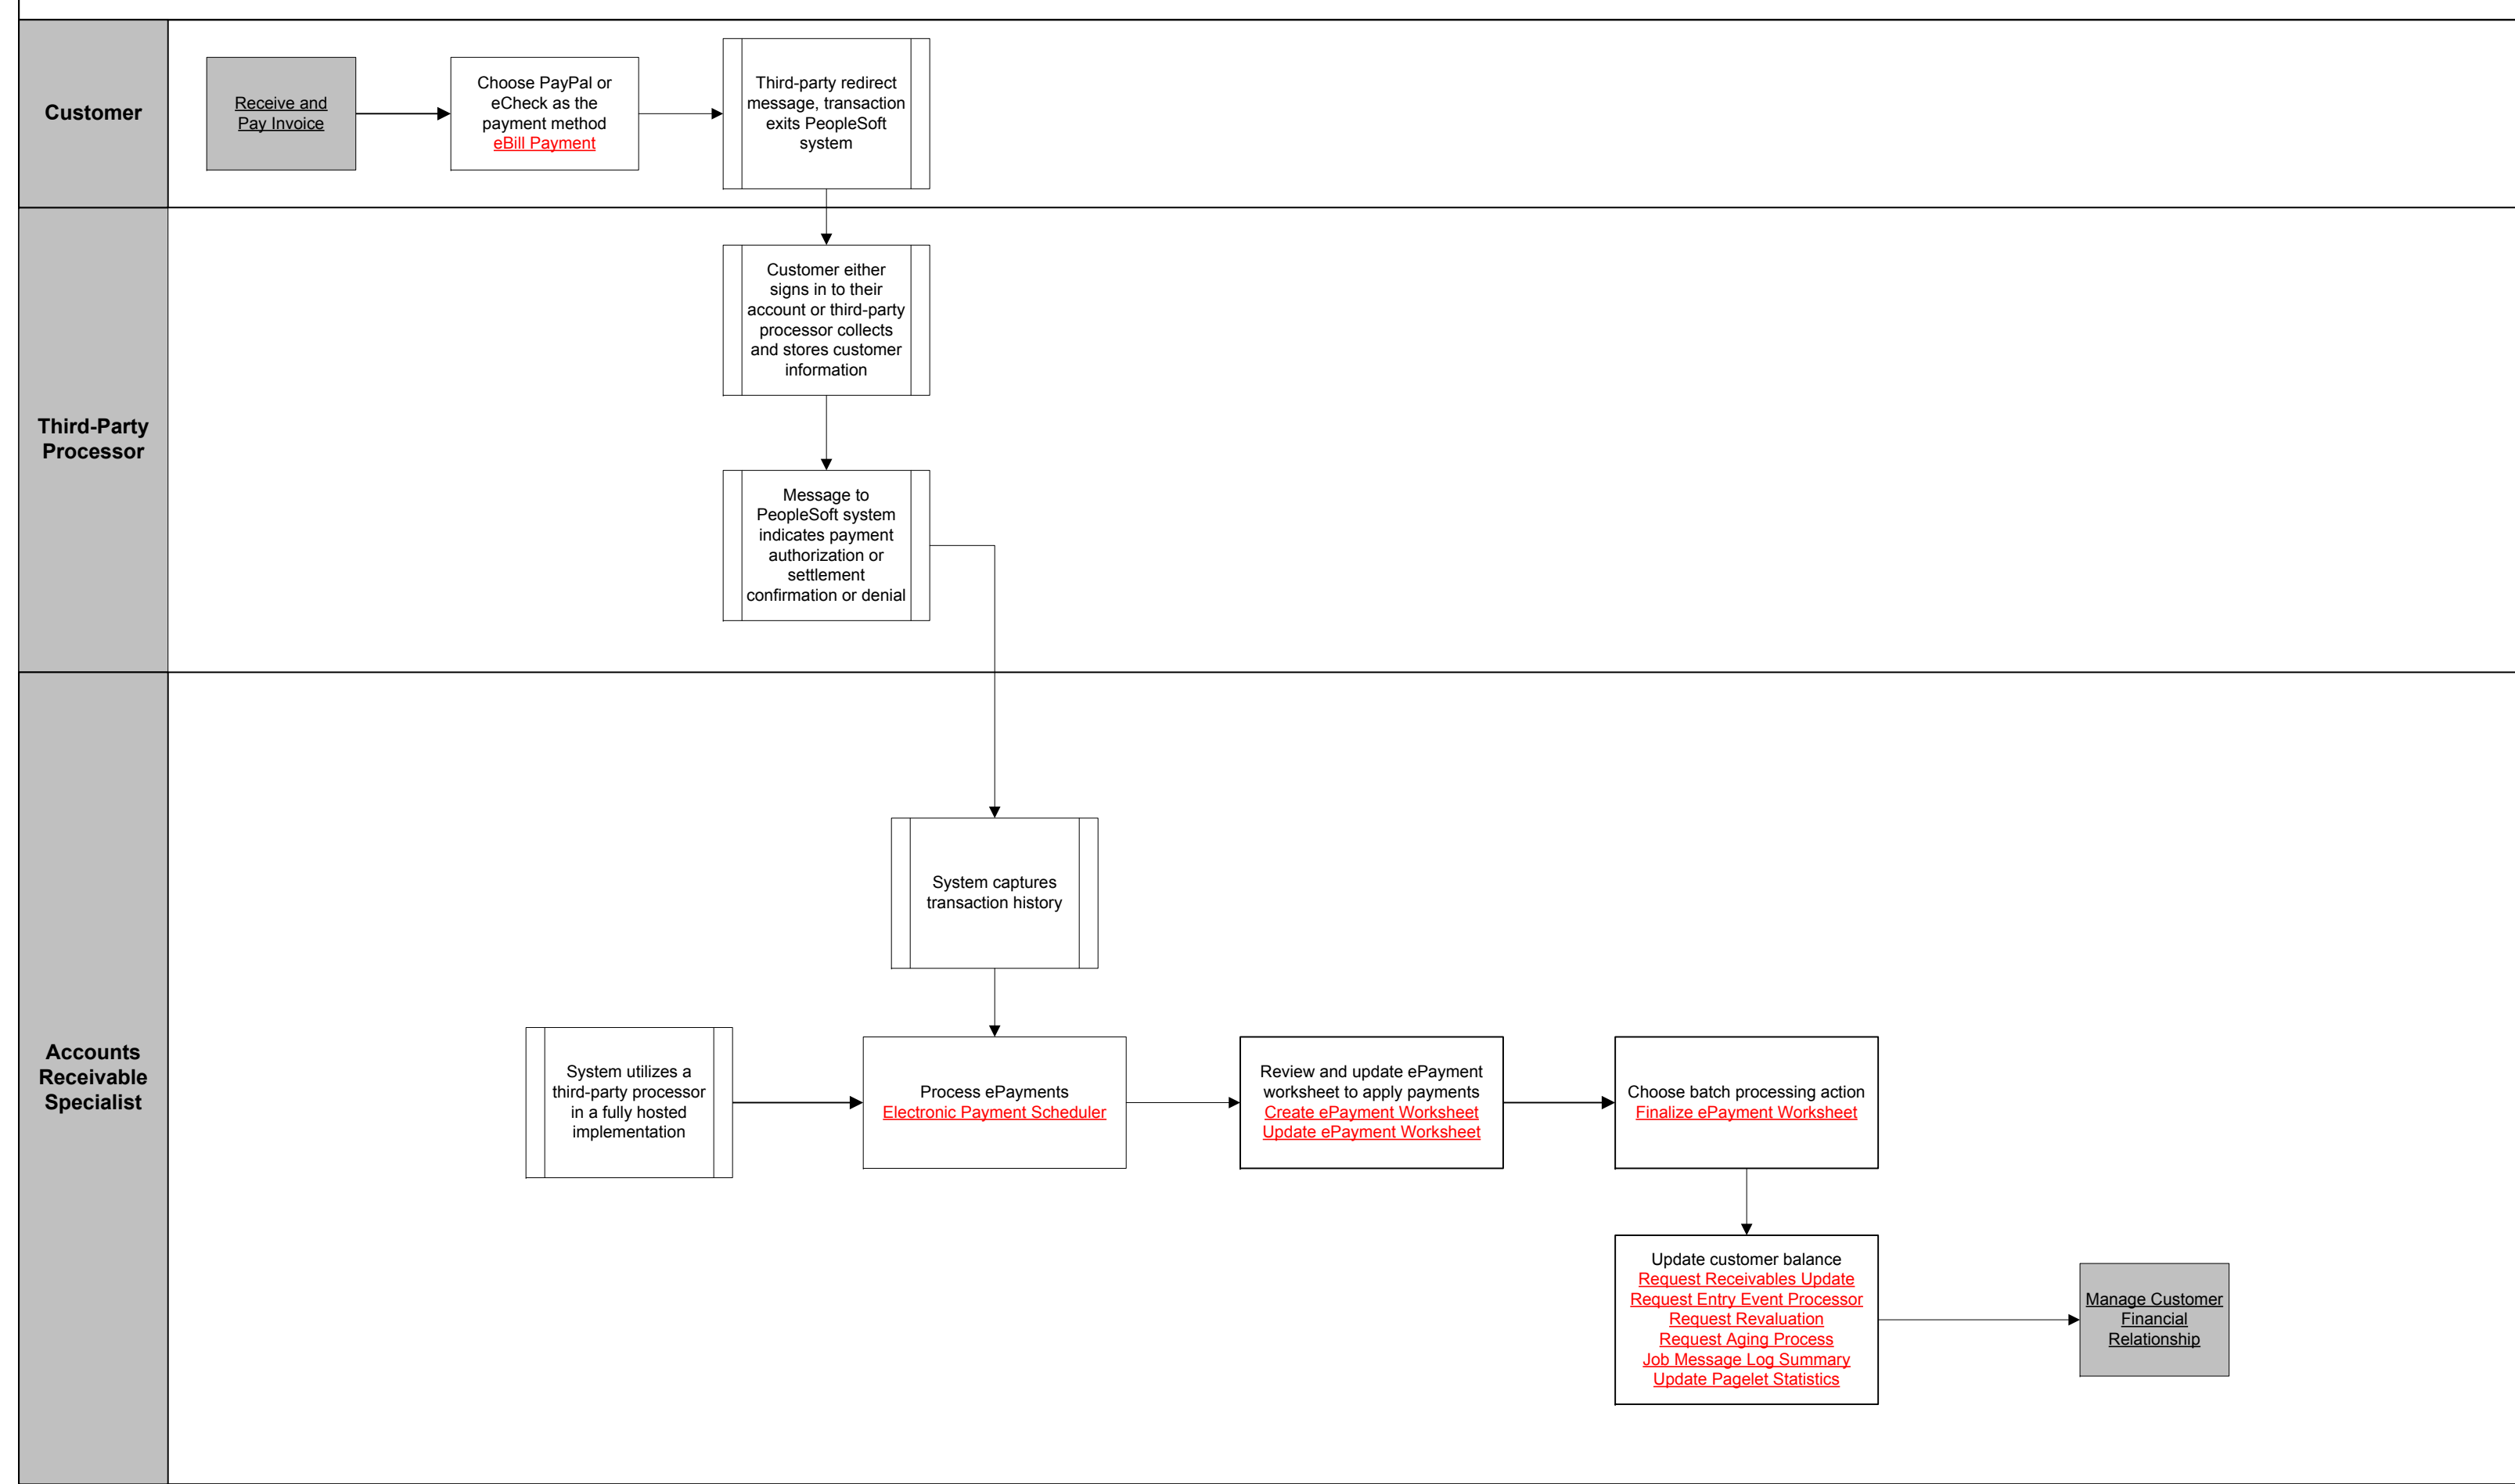 Customer
Receive and
Pay Invoice
Choose PayPal or
eCheck as the
payment method
eBill Payment
Third-party redirect
message, transaction
exits PeopleSoft
system
Third-Party
Processor
Customer either
signs in to their
account or third-party
processor collects
and stores customer
information
Message to
PeopleSoft system
indicates payment
authorization or
settlement
confirmation or denial
Accounts
Receivable
Specialist
System captures
transaction history
System utilizes a
third-party processor
in a fully hosted
implementation
Process ePayments
Electronic Payment Scheduler
Review and update ePayment
worksheet to apply payments
Create ePayment Worksheet
Update ePayment Worksheet
Choose batch processing action
Finalize ePayment Worksheet
Update customer balance
Request Receivables Update
Request Entry Event Processor
Request Revaluation
Request Aging Process
Job Message Log Summary
Update Pagelet Statistics
Manage Customer
Financial
Relationship